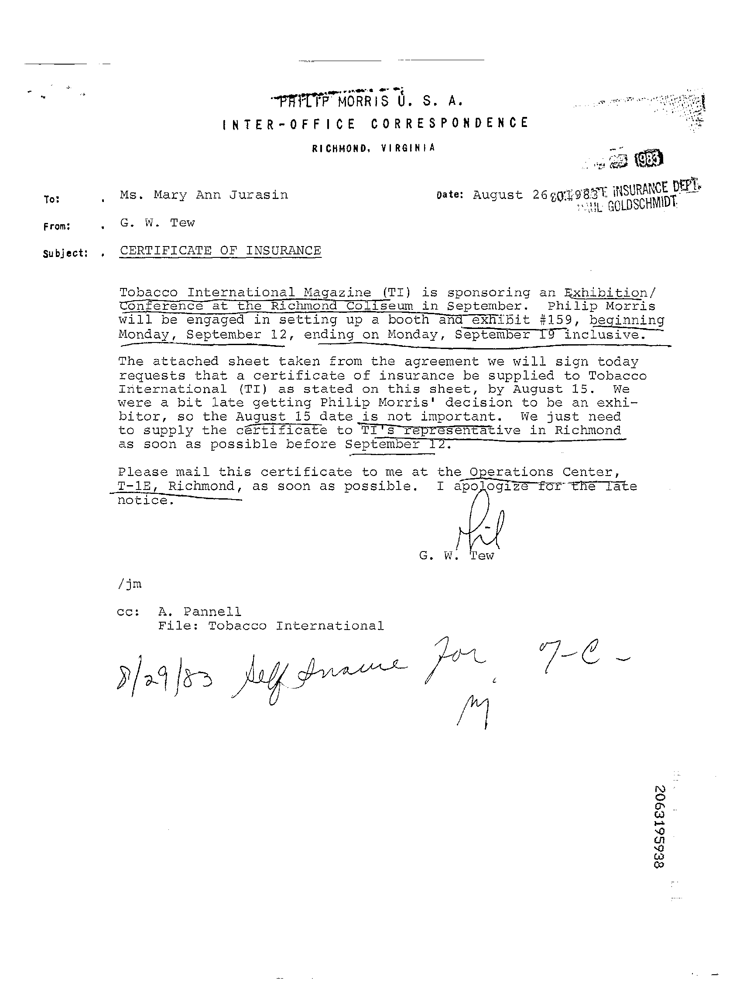 PHILIP MORRIS U. S. A.
INTER-OFFICE CORRESPONDENCE
RICHMOND, VIRGINIA
1983
To: . Ms. Mary Ann Jurasin Date: August 26
INSURANCE DEPT.
GOLDSCHMIDT
From: . G. W. Tew
Subject: . CERTIFICATE OF INSURANCE
Tobacco International Magazine (TI) is sponsoring an Exhibition/
Conference at the Richmond Coliseum in September. Philip Morris
will be engaged in setting up a booth and exhibit #159, beginning
Monday, September 12, ending on Monday, September 19 inclusive.
The attached sheet taken from the agreement we will sign today
requests that a certificate of insurance be supplied to Tobacco
International (TI) as stated on this sheet, by August 15. We
were a bit late getting Philip Morris' decision to be an exhi-
bitor, so the August 15 date is not important. We just need
to supply the certificate to TI's representative in Richmond
as soon as possible before September 12.
Please mail this certificate to me at the Operations Center,
T-1E, Richmond, as soon as possible. I apologize for the late
notice.
G. W. Tew
/jm
cc: A. Pannell
File: Tobacco International
8/29/83 Self Insure For T-C-
M
2063195938